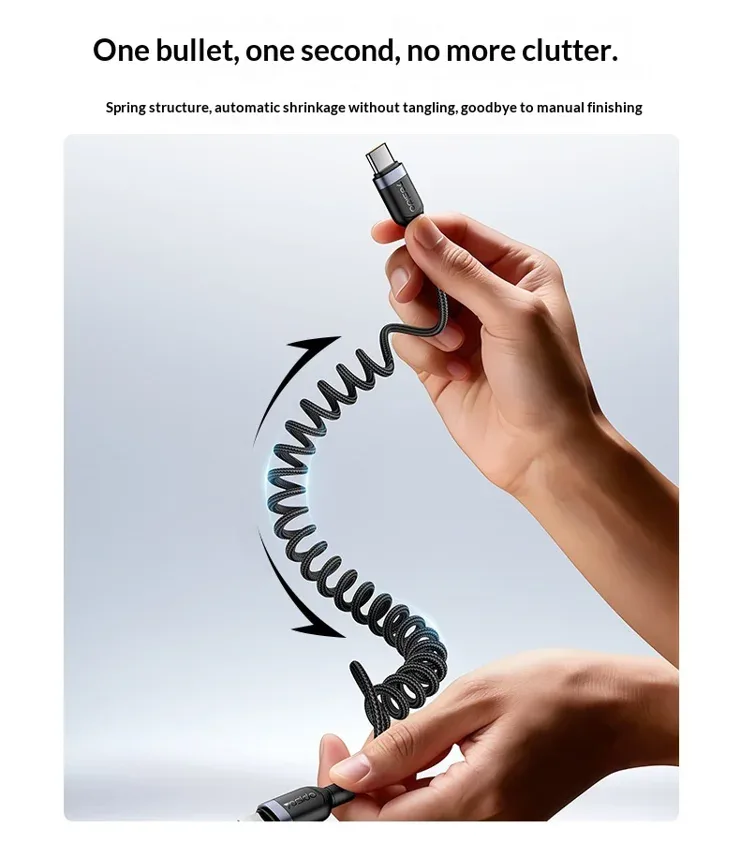 One bullet, one second, no more clutter.
Spring structure, automatic shrinkage without tangling, goodbye to manual finishing